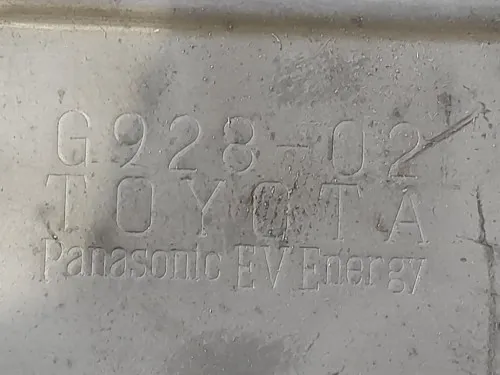 G928-02
TOYOTA
Panasonic EV Energy